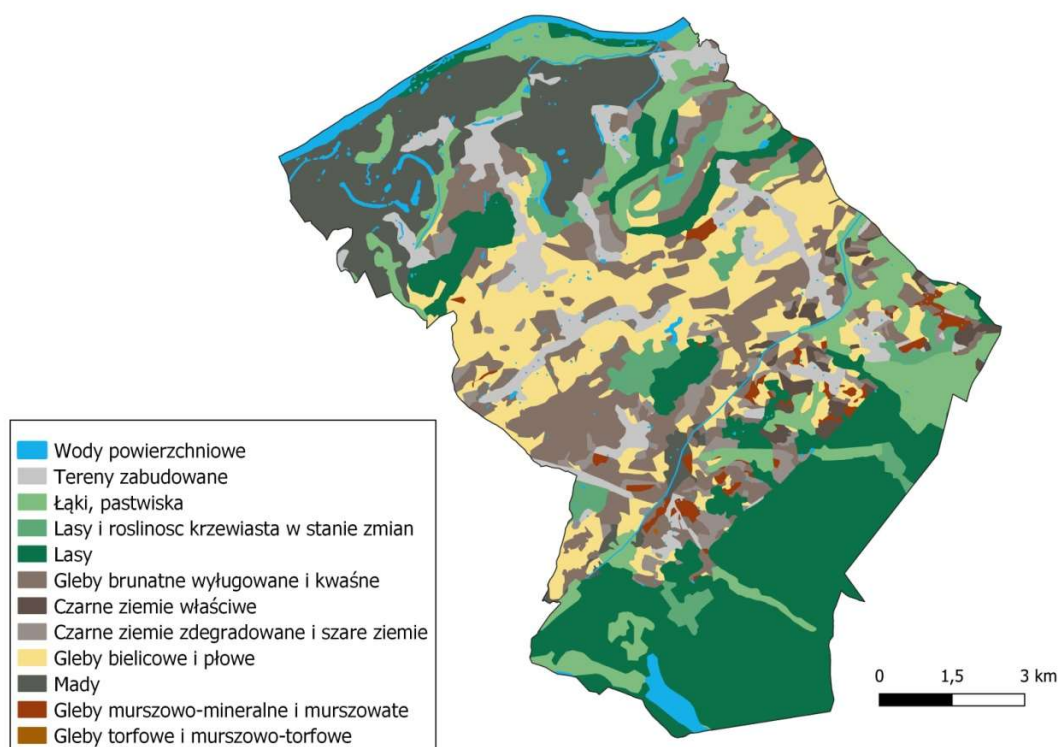 Wody powierzchniowe
Tereny zabudowane
Łąki, pastwiska
Lasy i roslinosc krzewiasta w stanie zmian
Lasy
Gleby brunatne wyługowane i kwaśne
Czarne ziemie właściwe
Czarne ziemie zdegradowane i szare ziemie
Gleby bielicowe i płowe
Mady
Gleby murszowo-mineralne i murszowate
Gleby torfowe i murszowo-torfowe
0 1,5 3 km